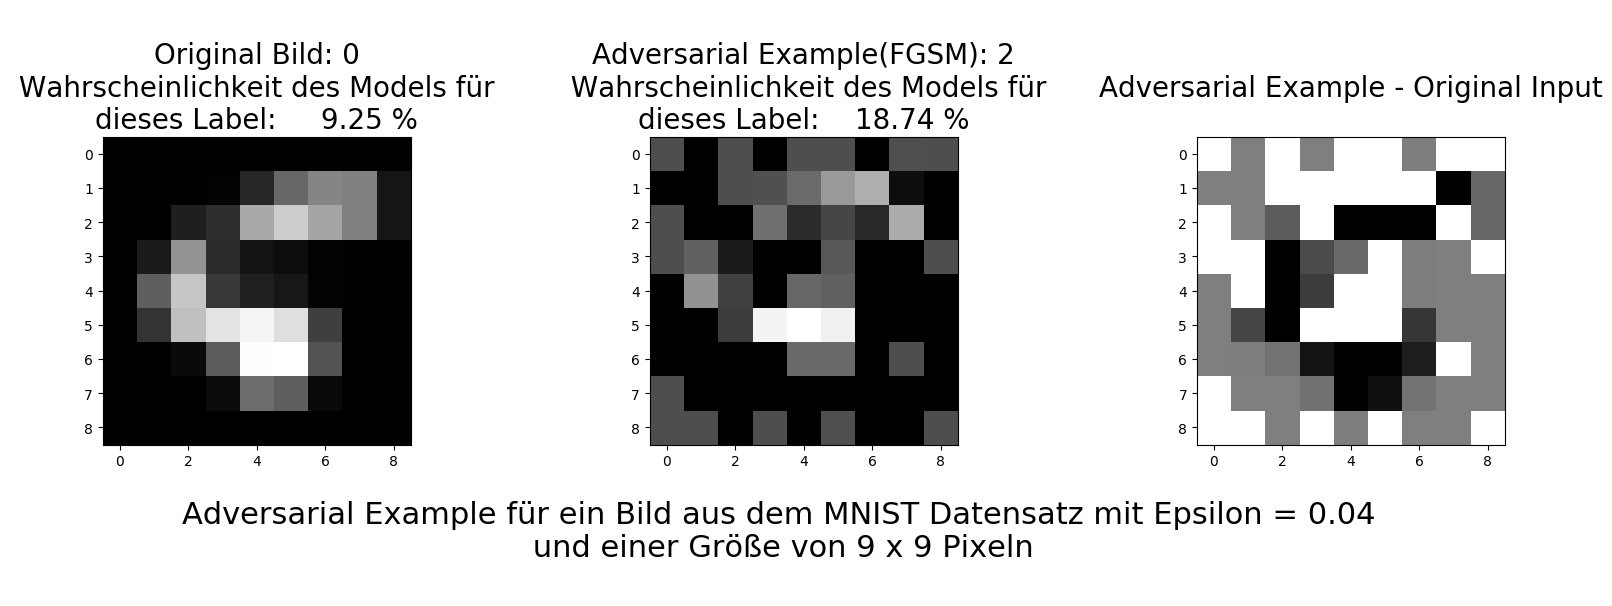 Original Bild: 0
Wahrscheinlichkeit des Models für
dieses Label: 9.25 %
0
1
2
3
4
5
6
7
8
0 2 4 6 8
Adversarial Example(FGSM): 2
Wahrscheinlichkeit des Models für
dieses Label: 18.74 %
0
1
2
3
4
5
6
7
8
0 2 4 6 8
Adversarial Example - Original Input
0
1
2
3
4
5
6
7
8
0 2 4 6 8
Adversarial Example für ein Bild aus dem MNIST Datensatz mit Epsilon = 0.04
und einer Größe von 9 x 9 Pixeln